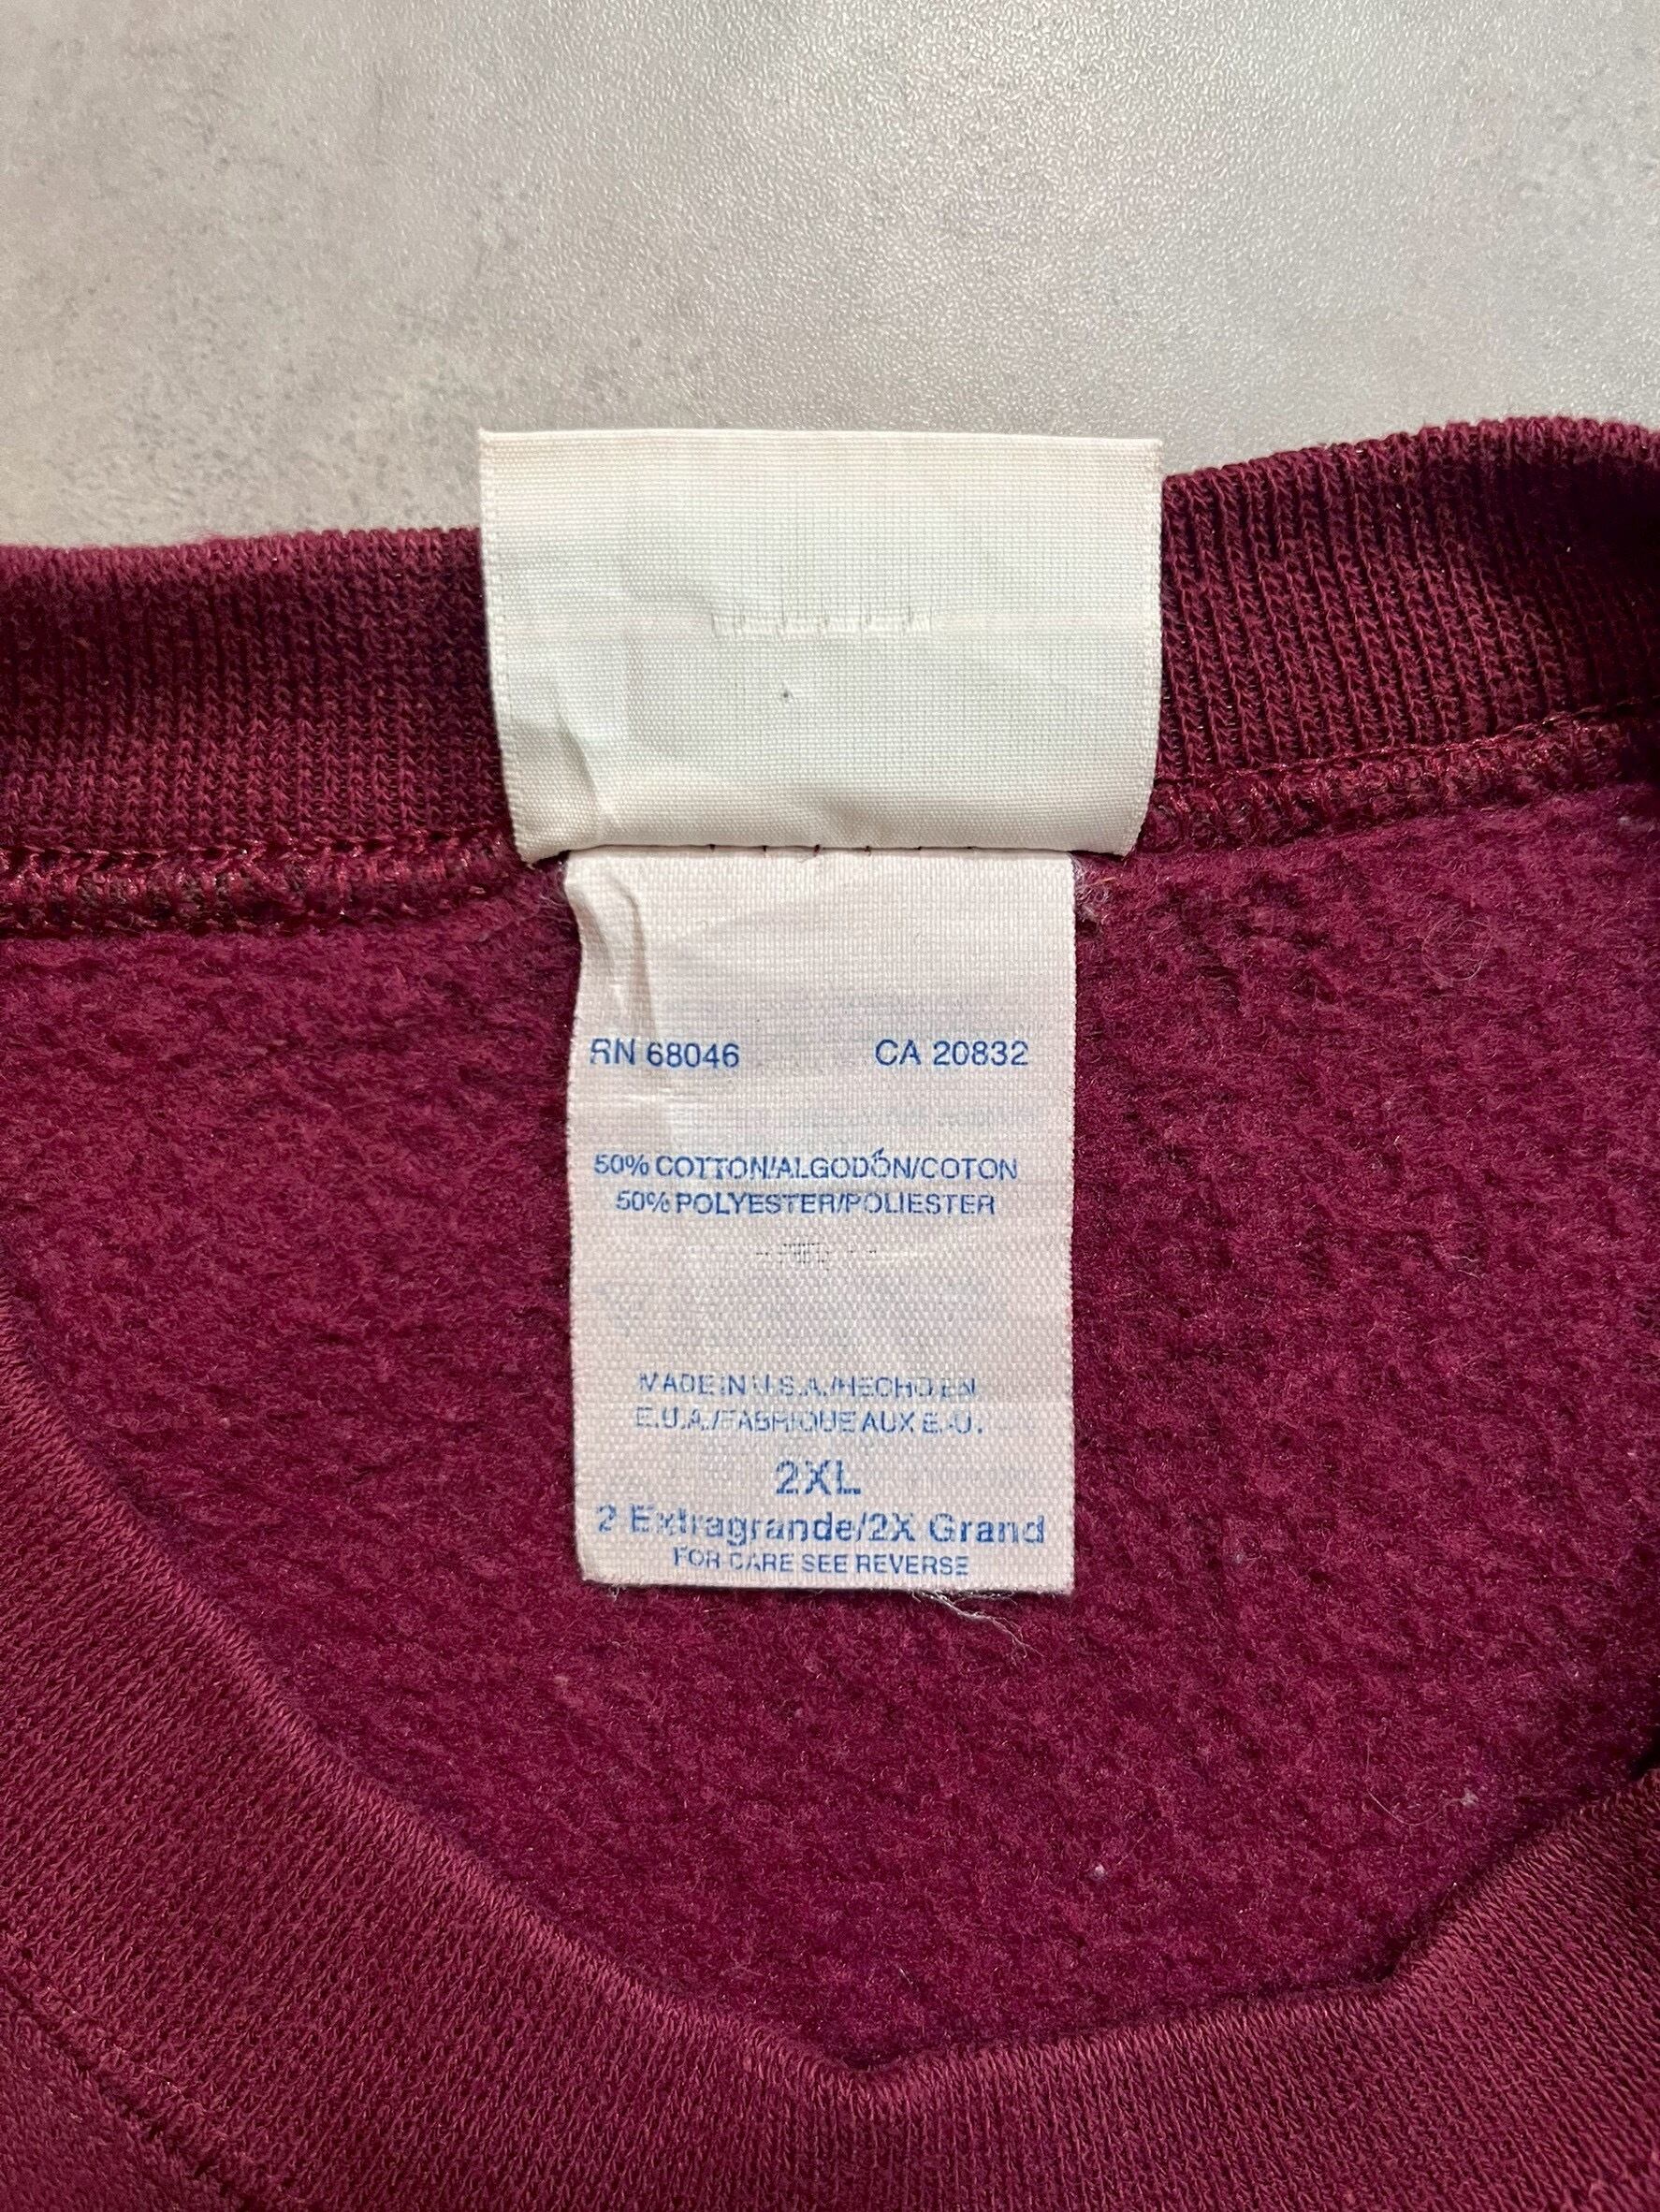 RN 68046 CA 20832
50% COTTON/ALGODÓN/COTON
50% POLYESTER/POLIESTER
MADE IN U.S.A./HECHO EN
E.U.A./FABRIQUE AUX E.-U.
2XL
2 Extragrande/2X Grand
FOR CARE SEE REVERSE